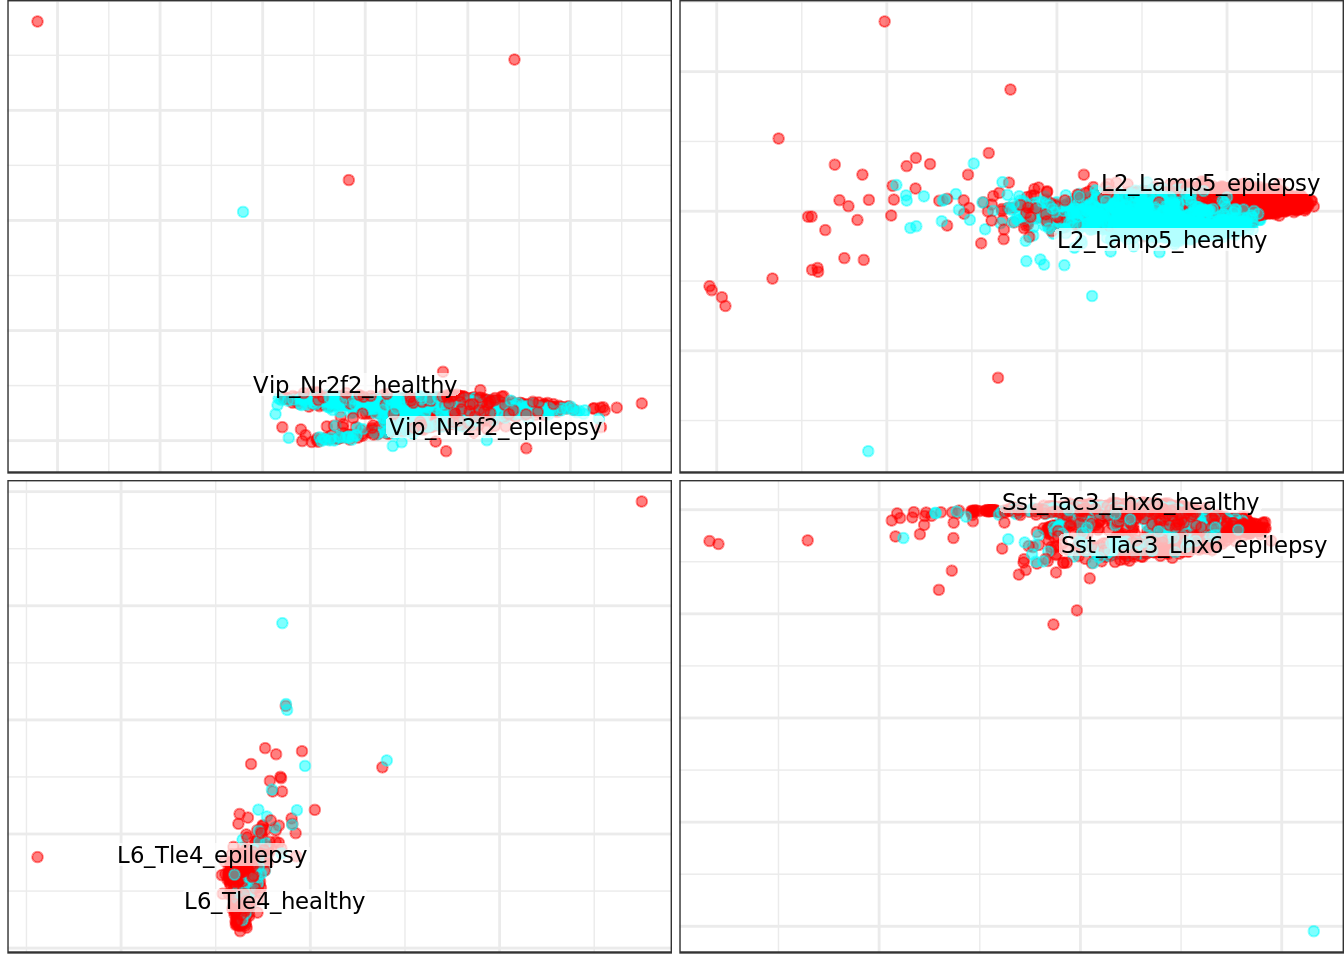 Vip_Nr2f2_healthy
Vip_Nr2f2_epilepsy
L2_Lamp5_epilepsy
L2_Lamp5_healthy
L6_Tle4_epilepsy
L6_Tle4_healthy
Sst_Tac3_Lhx6_healthy
Sst_Tac3_Lhx6_epilepsy